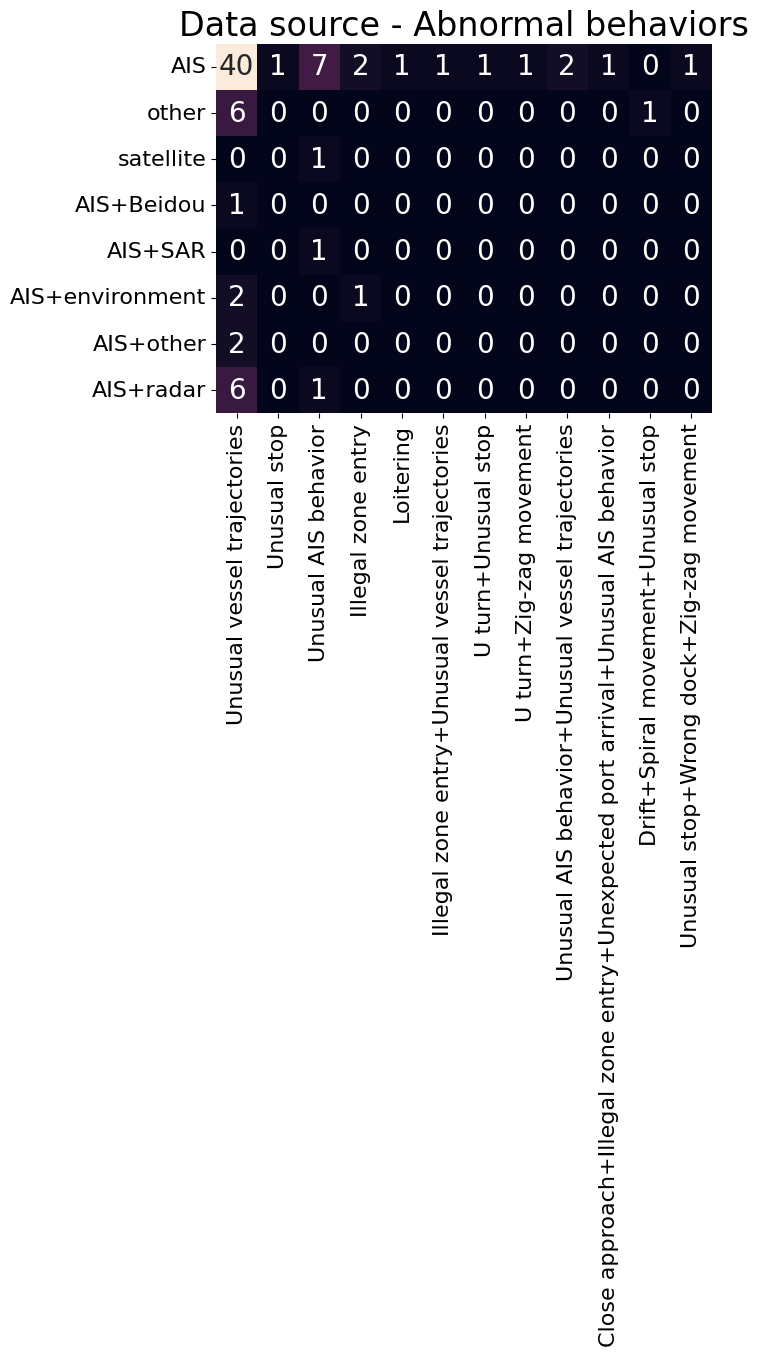 Data source - Abnormal behaviors
AIS 40 1 7 2 1 1 1 1 2 1 0 1
other 6 0 0 0 0 0 0 0 0 0 1 0
satellite 0 0 1 0 0 0 0 0 0 0 0 0
AIS+Beidou 1 0 0 0 0 0 0 0 0 0 0 0
AIS+SAR 0 0 1 0 0 0 0 0 0 0 0 0
AIS+environment 2 0 0 1 0 0 0 0 0 0 0 0
AIS+other 2 0 0 0 0 0 0 0 0 0 0 0
AIS+radar 6 0 1 0 0 0 0 0 0 0 0 0
Unusual vessel trajectories
Unusual stop
Unusual AIS behavior
Illegal zone entry
Loitering
Illegal zone entry+Unusual vessel trajectories
U turn+Unusual stop
U turn+Zig-zag movement
Unusual AIS behavior+Unusual vessel trajectories
Close approach+Illegal zone entry+Unexpected port arrival+Unusual AIS behavior
Drift+Spiral movement+Unusual stop
Unusual stop+Wrong dock+Zig-zag movement